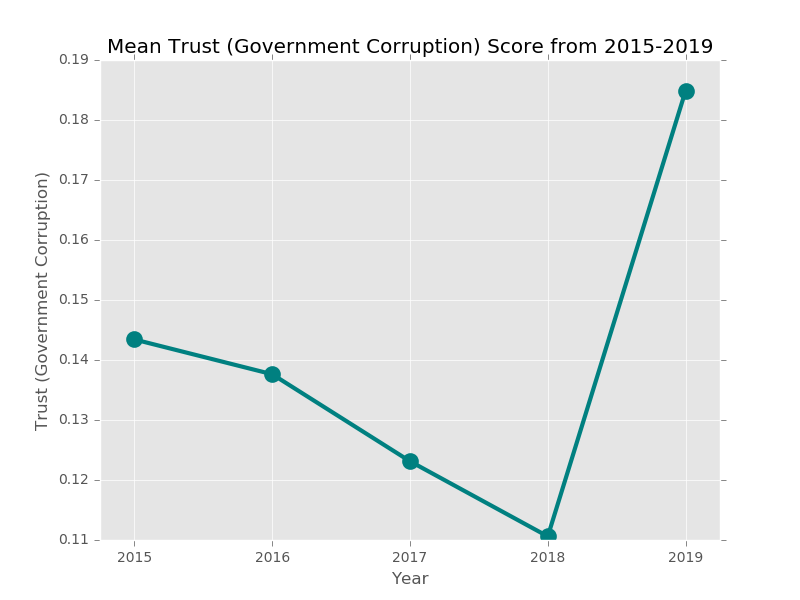 Mean Trust (Government Corruption) Score from 2015-2019
0.19
0.18
0.17
0.16
0.15
0.14
0.13
0.12
0.11
Trust (Government Corruption)
2015 2016 2017 2018 2019
Year